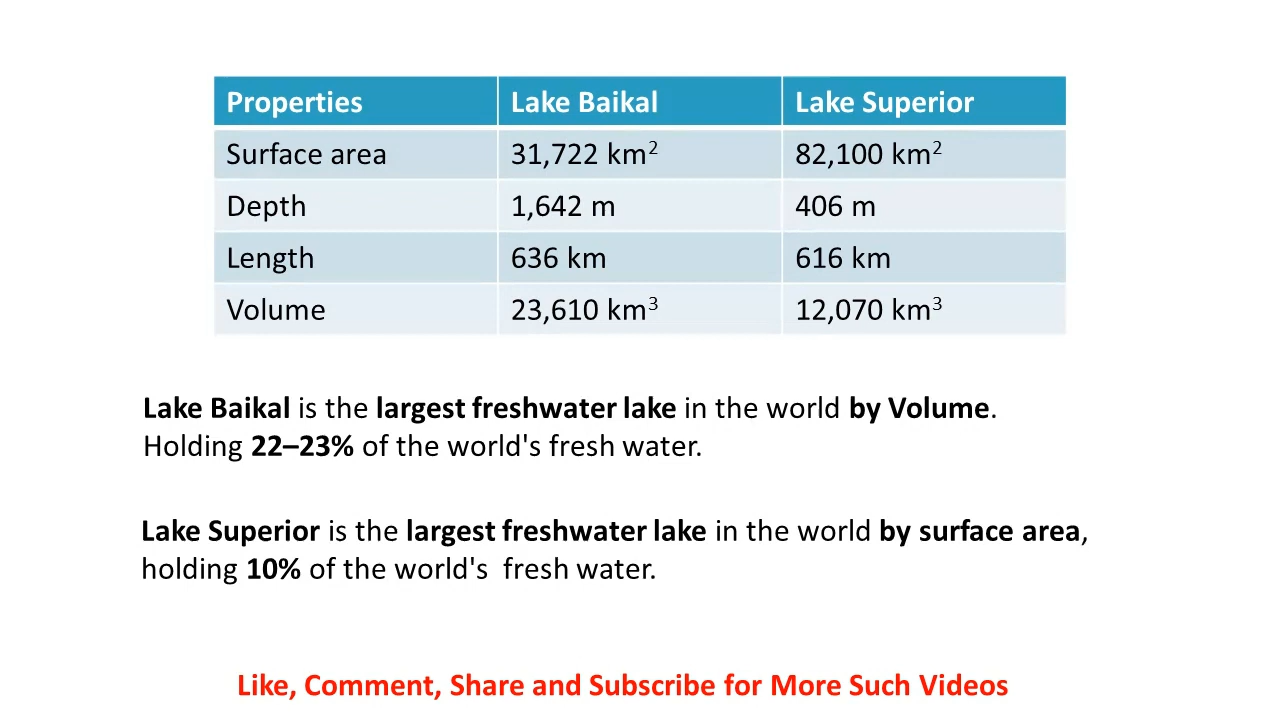 Properties Lake Baikal Lake Superior
Surface area 31,722 km² 82,100 km²
Depth 1,642 m 406 m
Length 636 km 616 km
Volume 23,610 km³ 12,070 km³
Lake Baikal is the largest freshwater lake in the world by Volume.
Holding 22–23% of the world's fresh water.
Lake Superior is the largest freshwater lake in the world by surface area,
holding 10% of the world's  fresh water.
Like, Comment, Share and Subscribe for More Such Videos